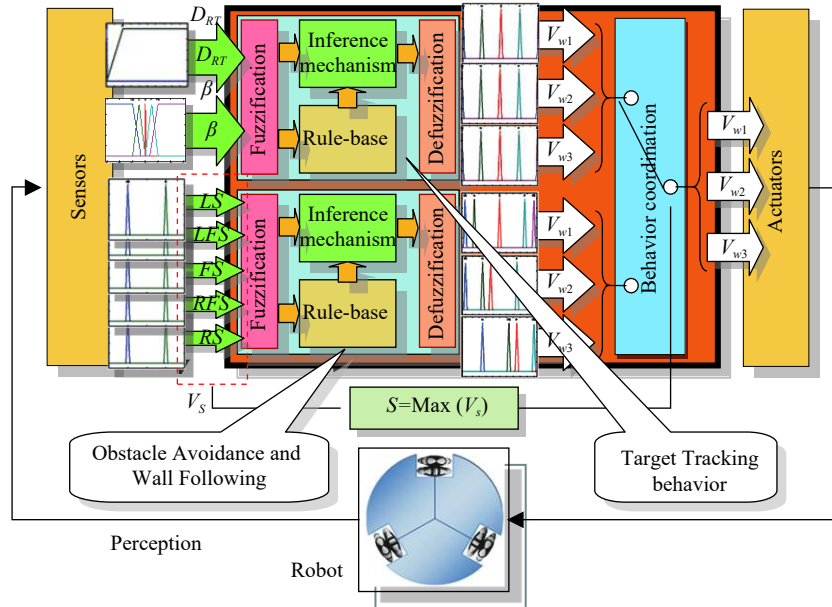 Sensors
D_RT
D_RT
β
β
LS
LFS
FS
RFS
RS
V_S
Fuzzification
Inference
mechanism
Rule-base
Defuzzification
Fuzzification
Inference
mechanism
Rule-base
Defuzzification
V_w1
V_w2
V_w3
V_w1
V_w2
V_w3
Behavior coordination
V_w1
V_w2
V_w3
Actuators
S=Max (V_s)
Obstacle Avoidance and
Wall Following
Target Tracking
behavior
Perception
Robot